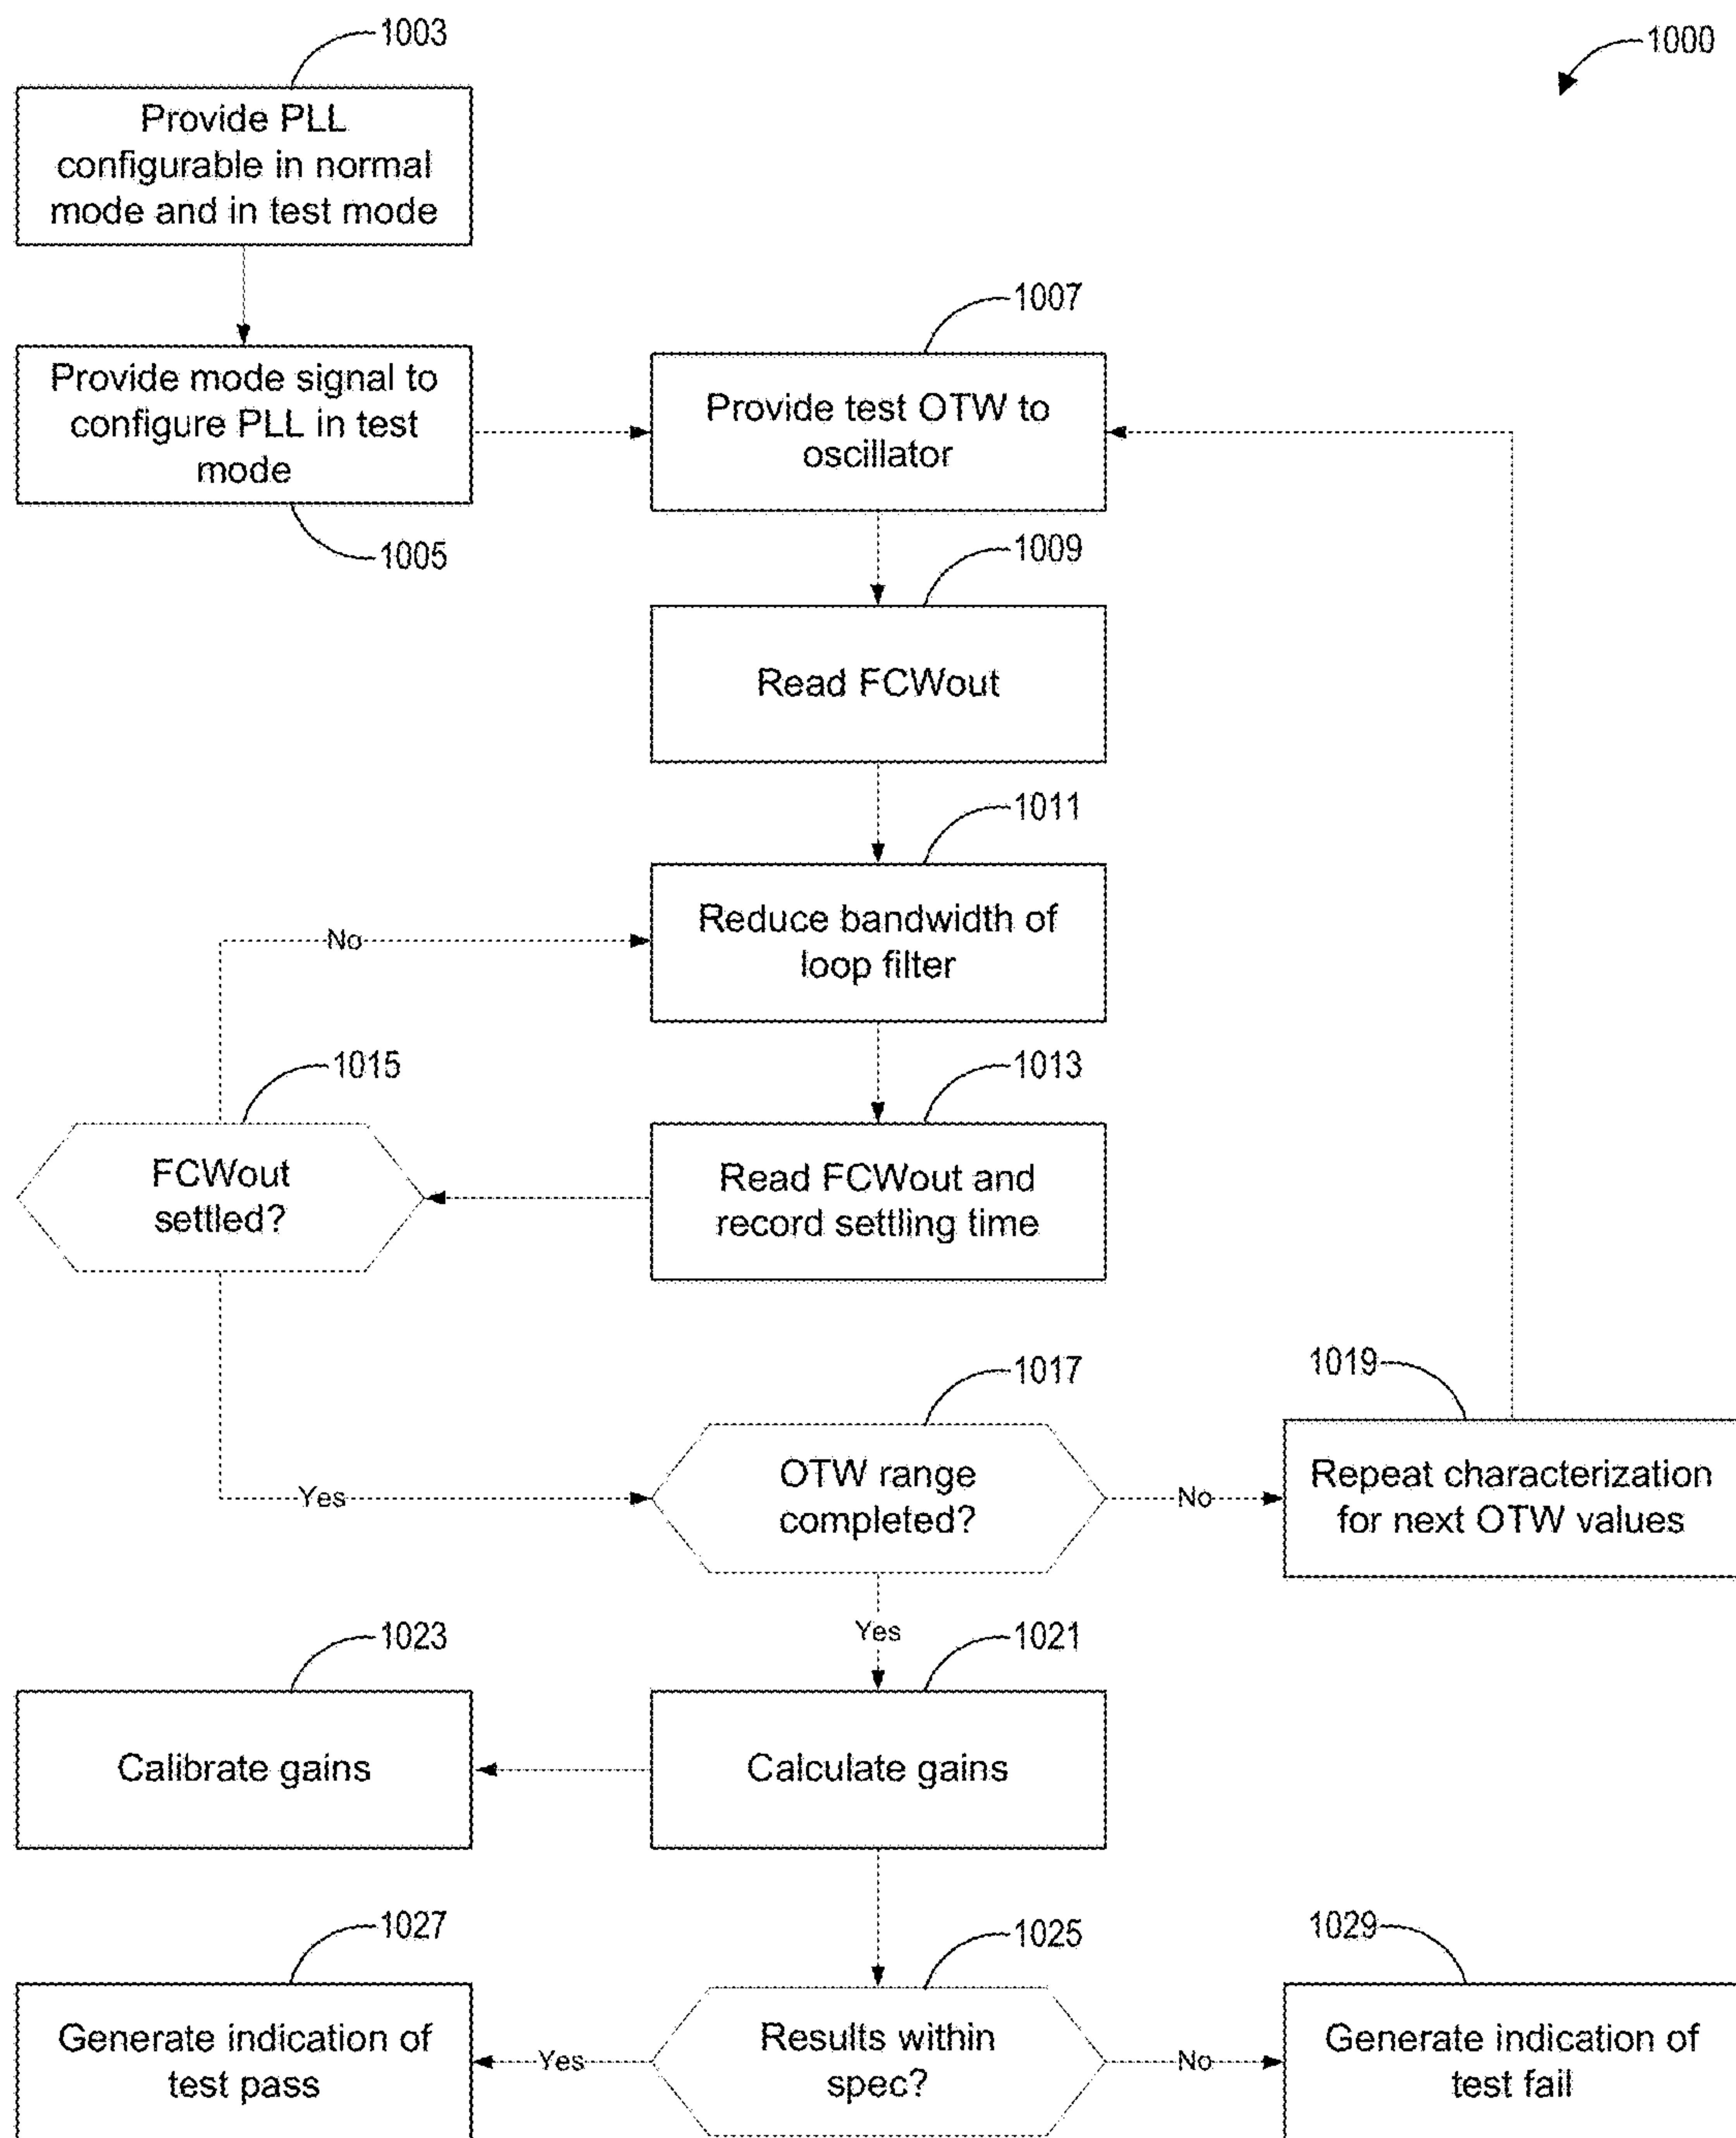 1003
1000
Provide PLL
configurable in normal
mode and in test mode
1007
Provide mode signal to
configure PLL in test
mode
1005
Provide test OTW to
oscillator
1009
Read FCWout
1011
Reduce bandwidth of
loop filter
No
1015
1013
FCWout
settled?
Read FCWout and
record settling time
1017
1019
Yes
OTW range
completed?
No
Repeat characterization
for next OTW values
Yes
1023
1021
Calibrate gains
Calculate gains
1027
1025
1029
Generate indication of
test pass
Yes
Results within
spec?
No
Generate indication of
test fail